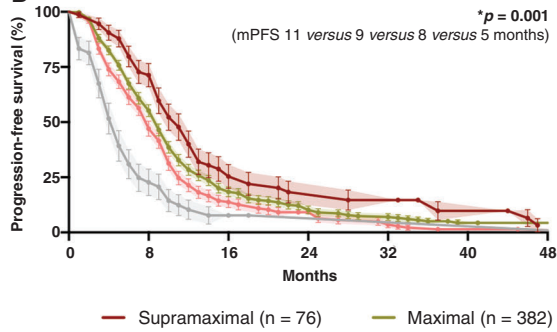 *p = 0.001
(mPFS 11 versus 9 versus 8 versus 5 months)
Progression-free survival (%)
100
75
50
25
0
0 8 16 24 32 40 48
Months
Supramaximal (n = 76) Maximal (n = 382)